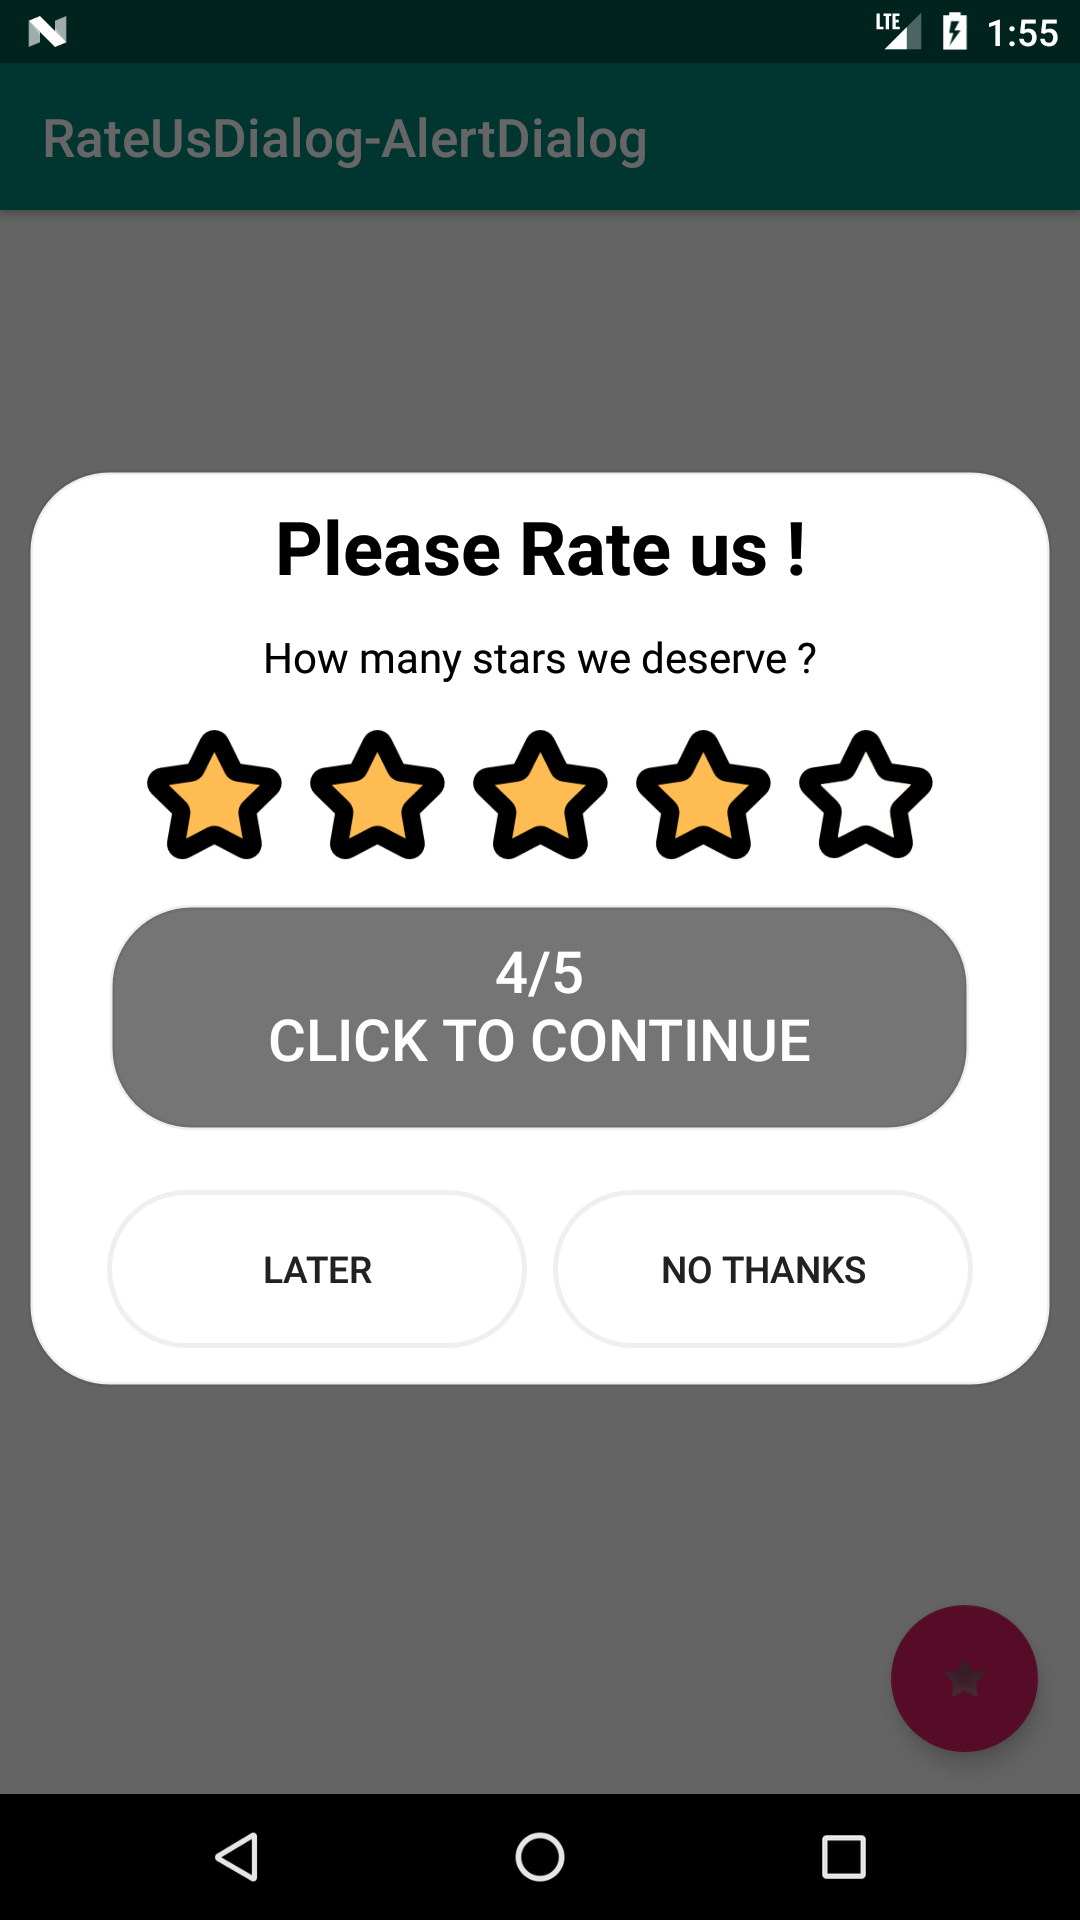 LTE 1:55
RateUsDialog-AlertDialog
Please Rate us !
How many stars we deserve ?
4/5
CLICK TO CONTINUE
LATER NO THANKS